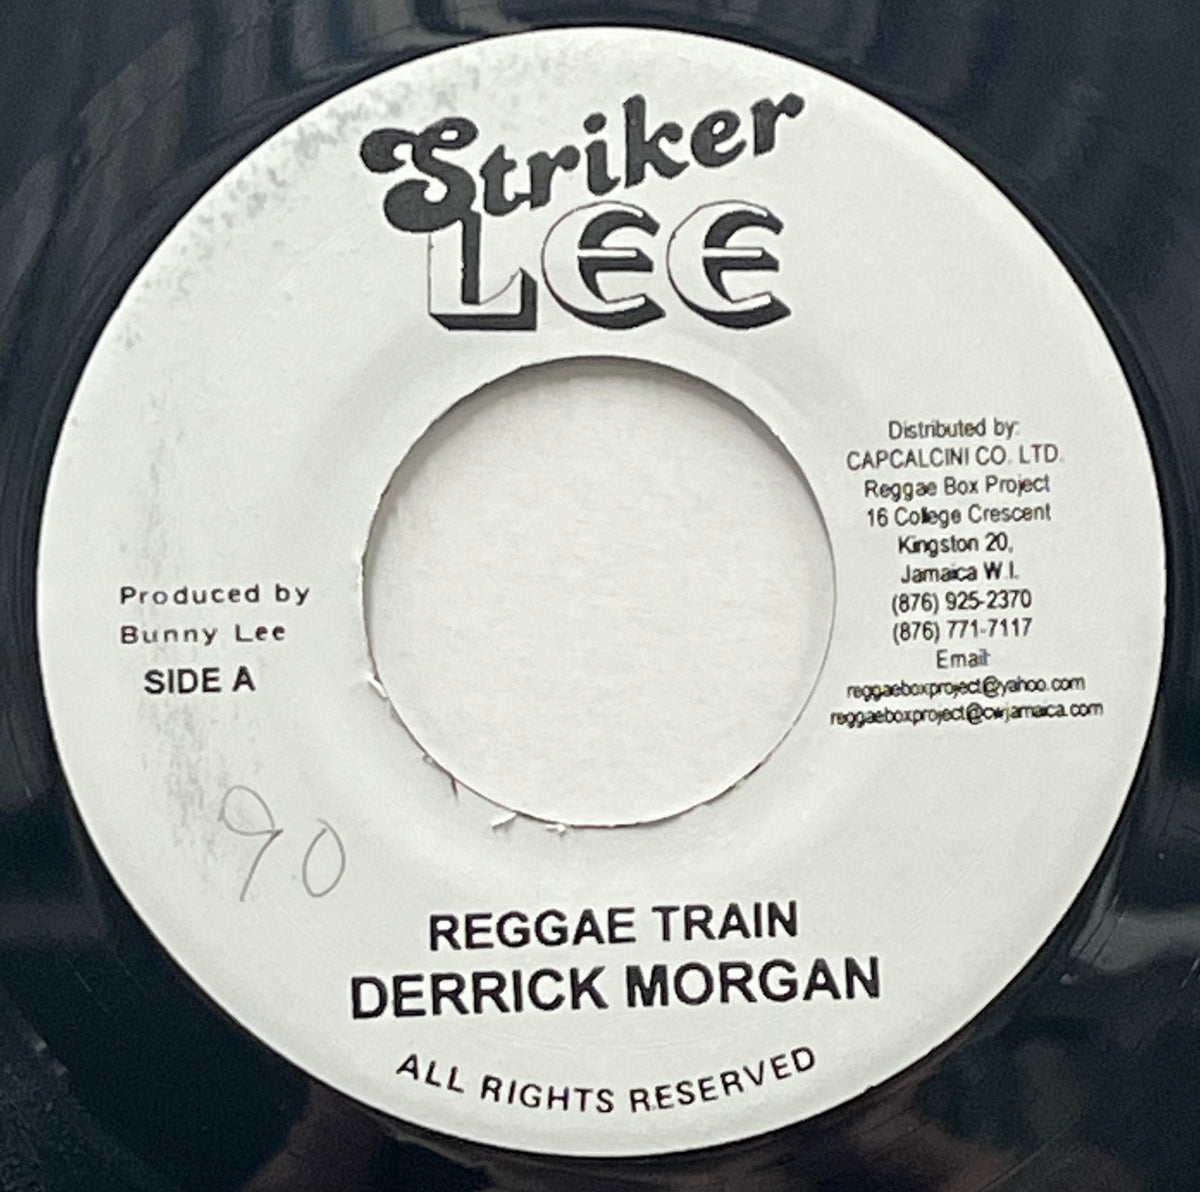 Striker
LEE
Distributed by:
CAPCALCINI CO. LTD.
Reggae Box Project
16 College Crescent
Kingston 20,
Jamaica W.I.
(876) 925-2370
(876) 771-7117
Email
reggaeboxproject@yahoo.com
reggaeboxproject@cwjamaica.com
Produced by
Bunny Lee
SIDE A
90
REGGAE TRAIN
DERRICK MORGAN
ALL RIGHTS RESERVED